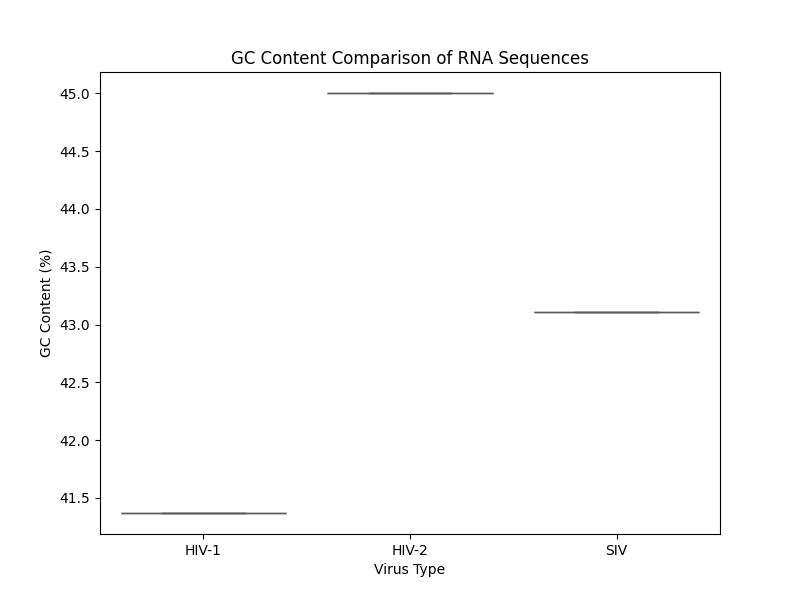 GC Content Comparison of RNA Sequences
45.0
44.5
44.0
43.5
43.0
42.5
42.0
41.5
GC Content (%)
HIV-1
HIV-2
SIV
Virus Type